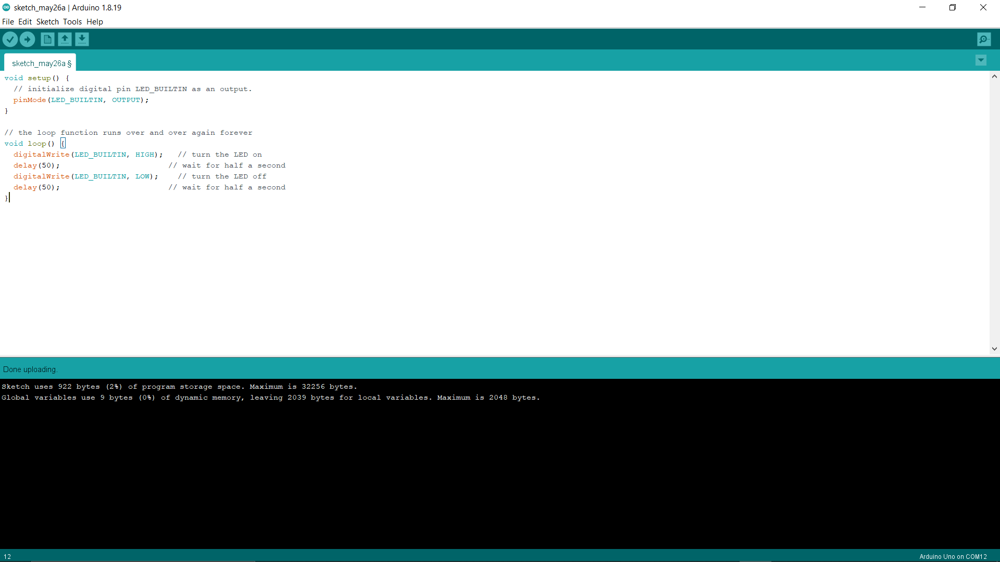 sketch_may26a | Arduino 1.8.19
File Edit Sketch Tools Help
sketch_may26a §
void setup() {
  // initialize digital pin LED_BUILTIN as an output.
  pinMode(LED_BUILTIN, OUTPUT);
}

// the loop function runs over and over again forever
void loop() {
  digitalWrite(LED_BUILTIN, HIGH);   // turn the LED on
  delay(50);                       // wait for half a second
  digitalWrite(LED_BUILTIN, LOW);    // turn the LED off
  delay(50);                       // wait for half a second
}
Done uploading.
Sketch uses 922 bytes (2%) of program storage space. Maximum is 32256 bytes.
Global variables use 9 bytes (0%) of dynamic memory, leaving 2039 bytes for local variables. Maximum is 2048 bytes.
12
Arduino Uno on COM12